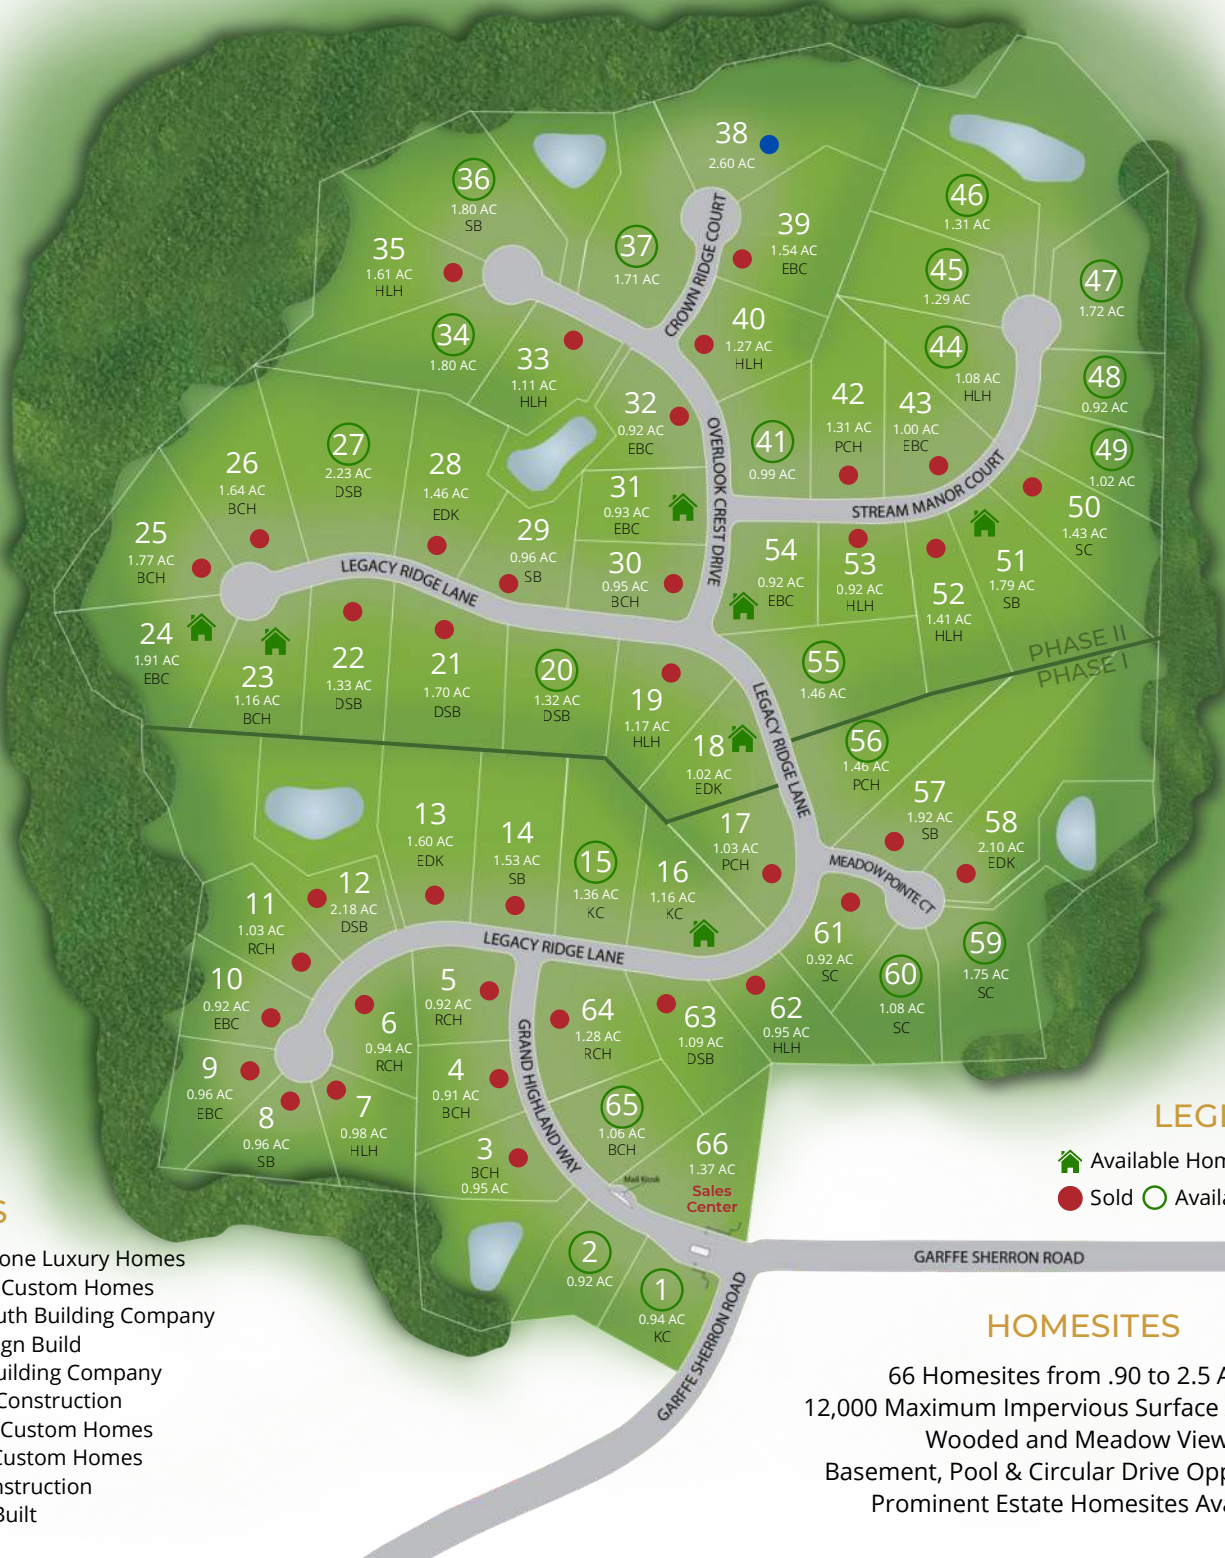 38
2.60 AC
36
1.80 AC
SB
46
1.31 AC
39
1.54 AC
EBC
37
1.71 AC
35
1.61 AC
HLH
CROWN RIDGE COURT
45
1.29 AC
47
1.72 AC
34
1.80 AC
33
1.11 AC
HLH
40
1.27 AC
HLH
44
1.08 AC
HLH
48
0.92 AC
32
0.92 AC
EBC
42
1.31 AC
PCH
43
1.00 AC
EBC
41
0.99 AC
49
1.02 AC
27
2.23 AC
DSB
26
1.64 AC
BCH
28
1.46 AC
EDK
OVERLOOK CREST DRIVE
31
0.93 AC
EBC
STREAM MANOR COURT
50
1.43 AC
SC
25
1.77 AC
BCH
29
0.96 AC
SB
30
0.95 AC
BCH
54
0.92 AC
EBC
53
0.92 AC
HLH
51
1.79 AC
SB
52
1.41 AC
HLH
LEGACY RIDGE LANE
24
1.91 AC
EBC
23
1.16 AC
BCH
22
1.33 AC
DSB
21
1.70 AC
DSB
20
1.32 AC
DSB
19
1.17 AC
HLH
55
1.46 AC
PHASE II
PHASE I
LEGACY RIDGE LANE
18
1.02 AC
EDK
56
1.46 AC
PCH
57
1.92 AC
SB
58
2.10 AC
EDK
13
1.60 AC
EDK
14
1.53 AC
SB
15
1.36 AC
KC
16
1.16 AC
KC
17
1.03 AC
PCH
MEADOW POINTE CT
12
2.18 AC
DSB
11
1.03 AC
RCH
LEGACY RIDGE LANE
61
0.92 AC
SC
59
1.75 AC
SC
60
1.08 AC
SC
10
0.92 AC
EBC
5
0.92 AC
RCH
6
0.94 AC
RCH
64
1.28 AC
RCH
63
1.09 AC
DSB
62
0.95 AC
HLH
9
0.96 AC
EBC
8
0.96 AC
SB
7
0.98 AC
HLH
4
0.91 AC
BCH
GRAND HIGHLAND WAY
65
1.06 AC
BCH
3
BCH
0.95 AC
66
1.37 AC
Sales
Center
Mail Kiosk
2
0.92 AC
1
0.94 AC
KC
GARFFE SHERRON ROAD
GARFFE SHERRON ROAD
LEGE
Available Hom
Sold Availa
S
one Luxury Homes
Custom Homes
uth Building Company
gn Build
uilding Company
Construction
Custom Homes
Custom Homes
nstruction
Built
HOMESITES
66 Homesites from .90 to 2.5 A
12,000 Maximum Impervious Surface
Wooded and Meadow View
Basement, Pool & Circular Drive Opp
Prominent Estate Homesites Ava